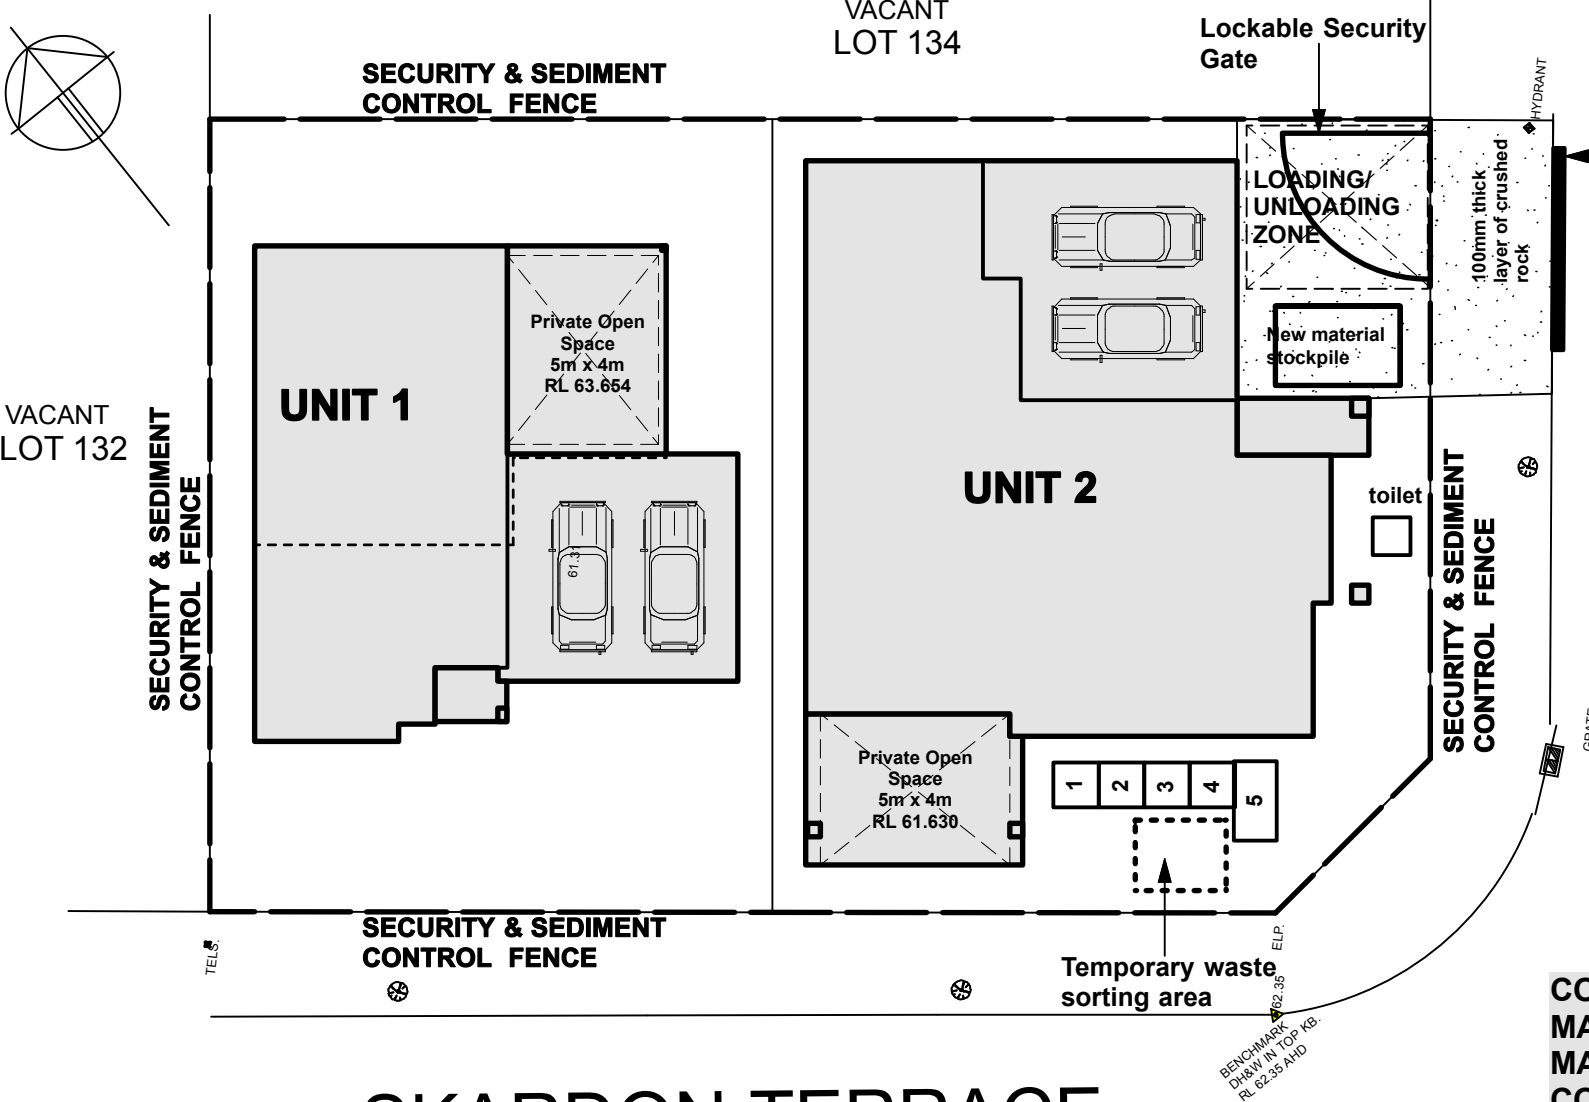 VACANT
LOT 134
Lockable Security
Gate
SECURITY & SEDIMENT
CONTROL FENCE
HYDRANT
LOADING/
UNLOADING
ZONE
100mm thick
layer of crushed
rock
Private Open
Space
5m x 4m
RL 63.654
New material
stockpile
UNIT 1
VACANT
LOT 132
SECURITY & SEDIMENT
CONTROL FENCE
UNIT 2
toilet
SECURITY & SEDIMENT
CONTROL FENCE
61.31
Private Open
Space
5m x 4m
RL 61.630
1
2
3
4
5
SECURITY & SEDIMENT
CONTROL FENCE
TELS.
Temporary waste
sorting area
ELP.
62.35
BENCHMARK
DH&W IN TOP KB.
RL 62.35 AHD
CO
MA
MA